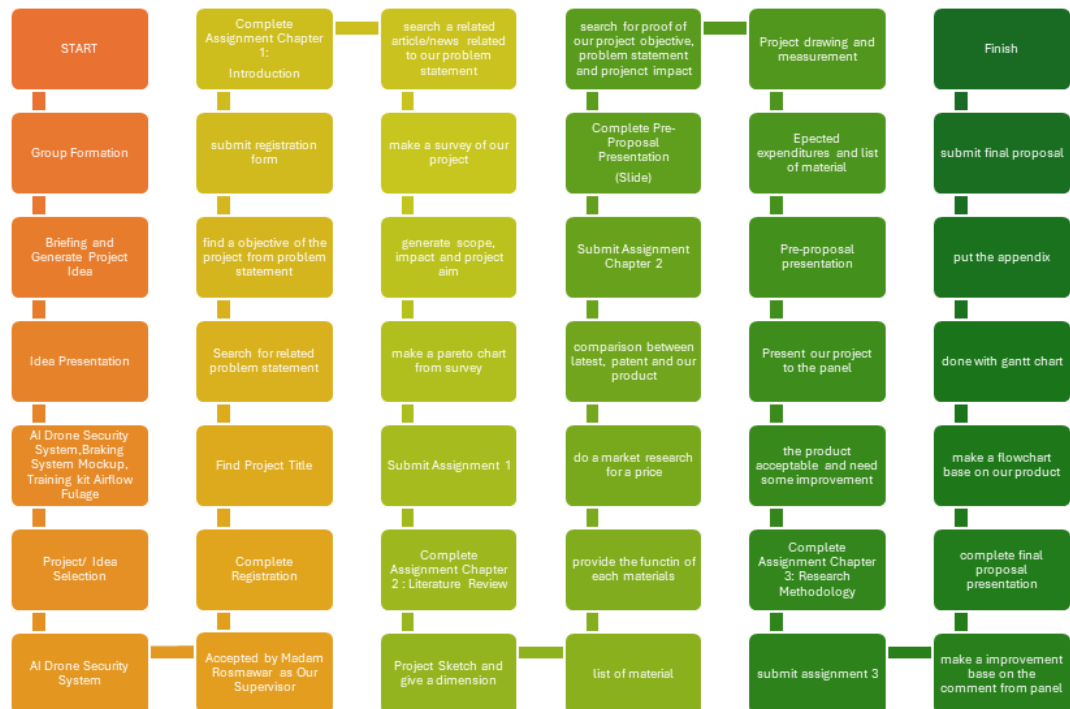 START
Group Formation
Briefing and
Generate Project
Idea
Idea Presentation
AI Drone Security
System,Braking
System Mockup,
Training kit Airflow
Fulage
Project/ Idea
Selection
AI Drone Security
System
Accepted by Madam
Rosmawar as Our
Supervisor
Complete
Registration
Find Project Title
Search for related
problem statement
find a objective of the
project from problem
statement
submit registration
form
Complete
Assignment Chapter
1:
Introduction
search a related
article/news related
to our problem
statement
make a survey of our
project
generate scope,
impact and project
aim
make a pareto chart
from survey
Submit Assignment 1
Complete
Assignment Chapter
2 : Literature Review
Project Sketch and
give a dimension
list of material
provide the functin of
each materials
do a market research
for a price
comparison between
latest, patent and our
product
Submit Assignment
Chapter 2
Complete Pre-
Proposal
Presentation
(Slide)
search for proof of
our project objective,
problem statement
and projenct impact
Project drawing and
measurement
Epected
expenditures and list
of material
Pre-proposal
presentation
Present our project
to the panel
the product
acceptable and need
some improvement
Complete
Assignment Chapter
3: Research
Methodology
submit assignment 3
make a improvement
base on the
comment from panel
complete final
proposal
presentation
make a flowchart
base on our product
done with gantt chart
put the appendix
submit final proposal
Finish